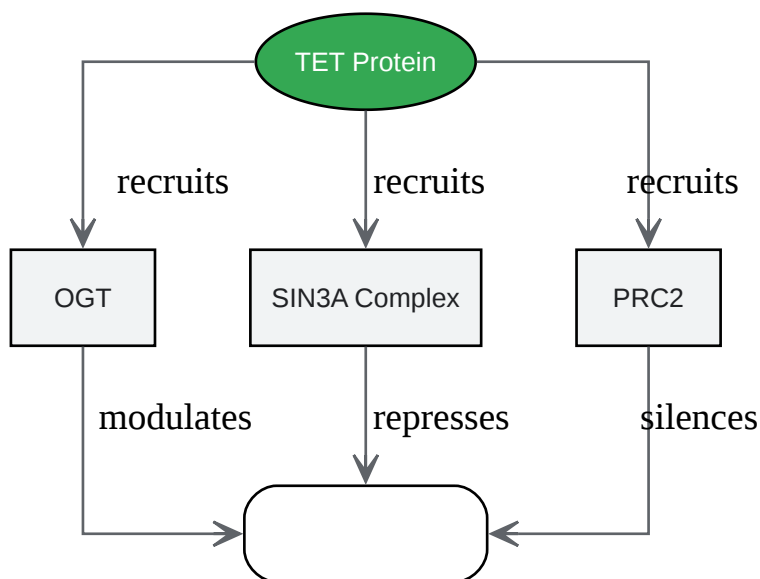 TET Protein
recruits recruits recruits
OGT SIN3A Complex PRC2
modulates represses silences